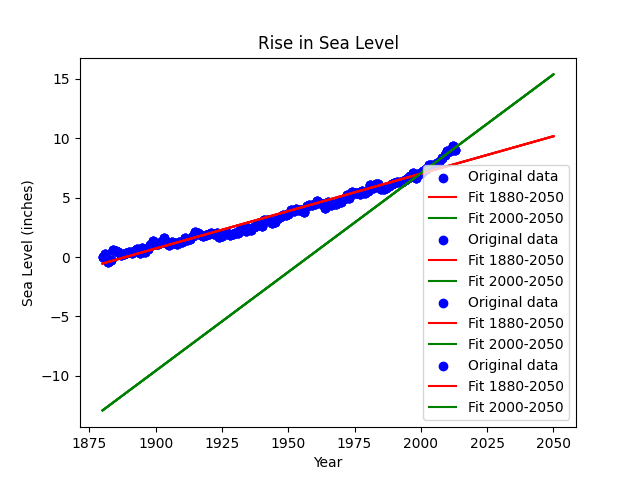 Rise in Sea Level
Sea Level (inches)
15
10
5
0
−5
−10
Original data
Fit 1880-2050
Fit 2000-2050
Original data
Fit 1880-2050
Fit 2000-2050
Original data
Fit 1880-2050
Fit 2000-2050
Original data
Fit 1880-2050
Fit 2000-2050
1875 1900 1925 1950 1975 2000 2025 2050
Year